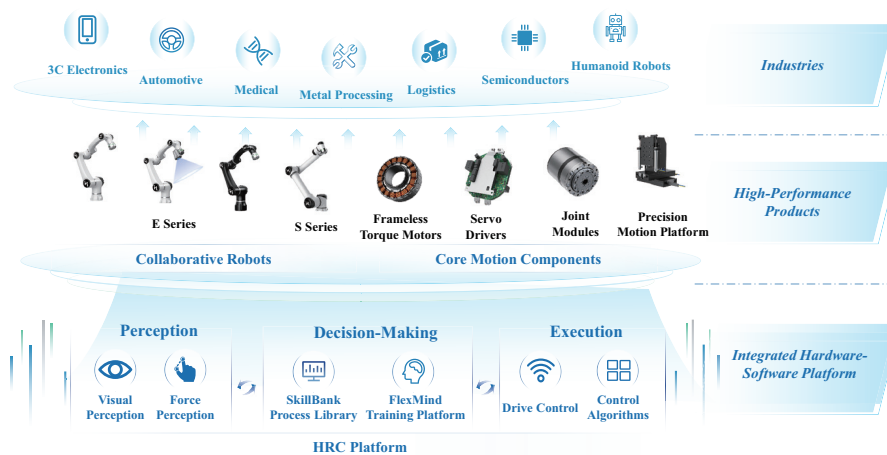 3C Electronics
Automotive
Medical
Metal Processing
Logistics
Semiconductors
Humanoid Robots
Industries
E Series
S Series
Frameless
Torque Motors
Servo
Drivers
Joint
Modules
Precision
Motion Platform
High-Performance
Products
Collaborative Robots
Core Motion Components
Perception
Decision-Making
Execution
Visual
Perception
Force
Perception
SkillBank
Process Library
FlexMind
Training Platform
Drive Control
Control
Algorithms
Integrated Hardware-
Software Platform
HRC Platform